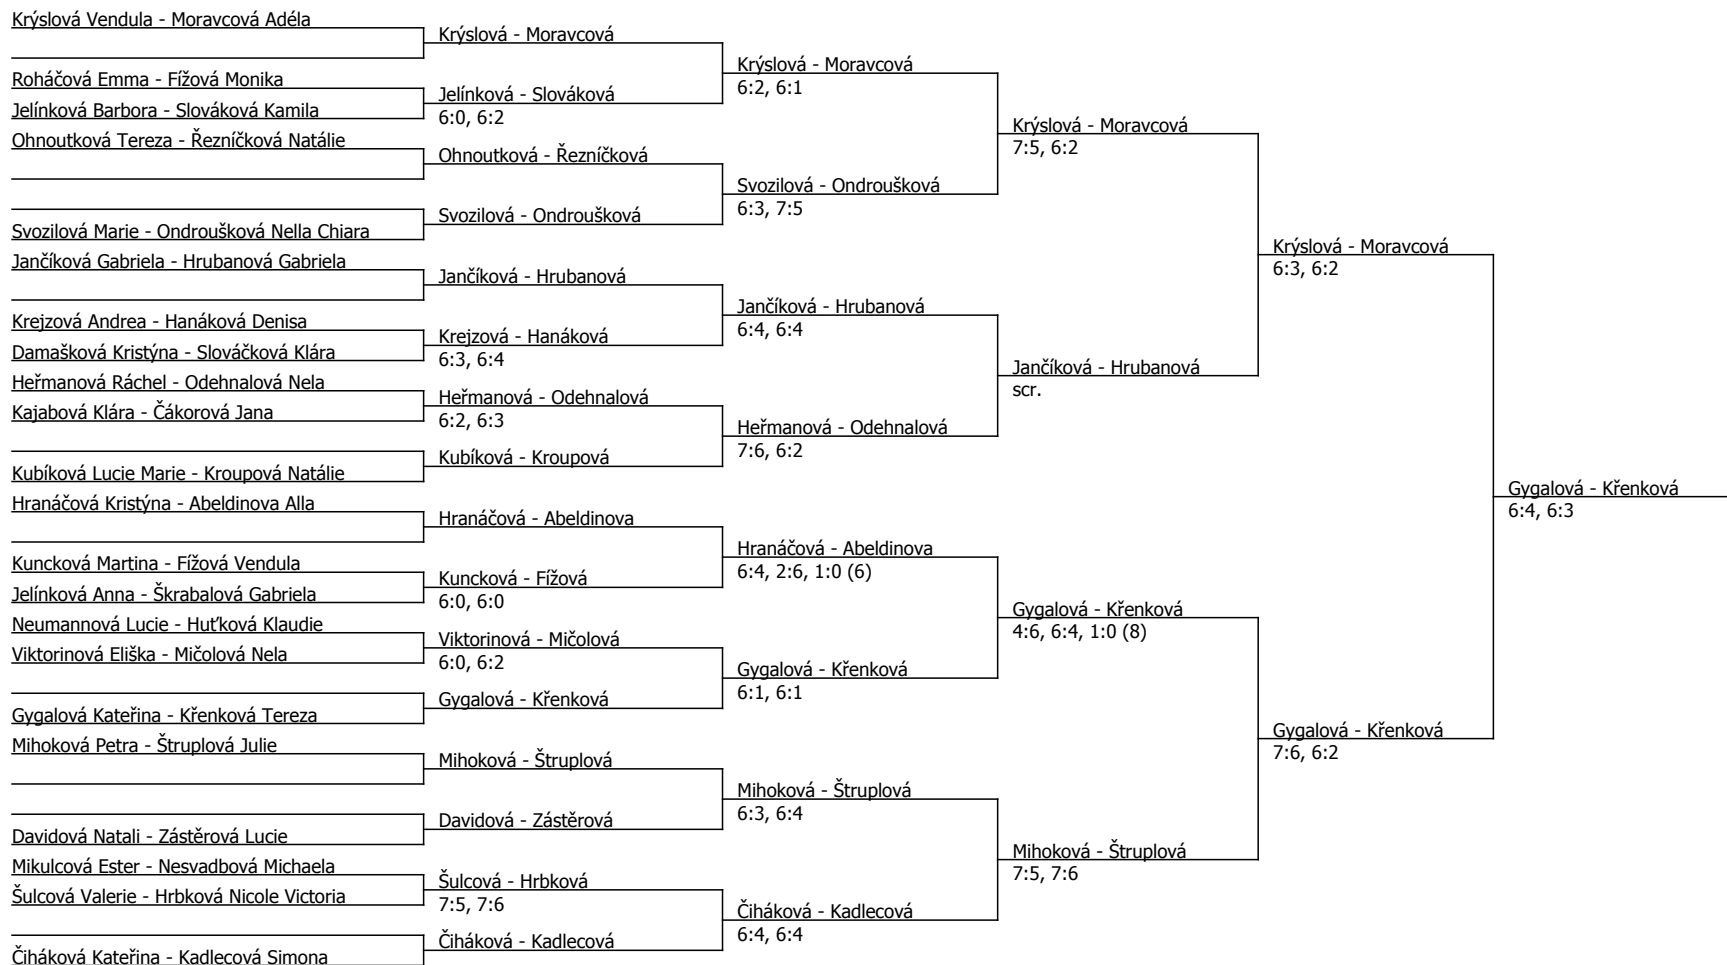 Krýslová Vendula - Moravcová Adéla
Roháčová Emma - Fížová Monika
Jelínková Barbora - Slováková Kamila
Ohnoutková Tereza - Řezníčková Natálie
Svozilová Marie - Ondroušková Nella Chiara
Jančíková Gabriela - Hrubanová Gabriela
Krejzová Andrea - Hanáková Denisa
Damašková Kristýna - Slováčková Klára
Heřmanová Ráchel - Odehnalová Nela
Kajabová Klára - Čákorová Jana
Kubíková Lucie Marie - Kroupová Natálie
Hranáčová Kristýna - Abeldinova Alla
Kuncková Martina - Fížová Vendula
Jelínková Anna - Škrabalová Gabriela
Neumannová Lucie - Huťková Klaudie
Viktorinová Eliška - Mičolová Nela
Gygalová Kateřina - Křenková Tereza
Mihoková Petra - Štruplová Julie
Davidová Natali - Zástěrová Lucie
Mikulcová Ester - Nesvadbová Michaela
Šulcová Valerie - Hrbková Nicole Victoria
Čiháková Kateřina - Kadlecová Simona
Krýslová - Moravcová
Jelínková - Slováková
6:0, 6:2
Ohnoutková - Řezníčková
Svozilová - Ondroušková
Jančíková - Hrubanová
Krejzová - Hanáková
6:3, 6:4
Heřmanová - Odehnalová
6:2, 6:3
Kubíková - Kroupová
Hranáčová - Abeldinova
Kuncková - Fížová
6:0, 6:0
Viktorinová - Mičolová
6:0, 6:2
Gygalová - Křenková
Mihoková - Štruplová
Davidová - Zástěrová
Šulcová - Hrbková
7:5, 7:6
Čiháková - Kadlecová
Krýslová - Moravcová
6:2, 6:1
Svozilová - Ondroušková
6:3, 7:5
Jančíková - Hrubanová
6:4, 6:4
Heřmanová - Odehnalová
7:6, 6:2
Hranáčová - Abeldinova
6:4, 2:6, 1:0 (6)
Gygalová - Křenková
6:1, 6:1
Mihoková - Štruplová
6:3, 6:4
Čiháková - Kadlecová
6:4, 6:4
Krýslová - Moravcová
7:5, 6:2
Jančíková - Hrubanová
scr.
Gygalová - Křenková
4:6, 6:4, 1:0 (8)
Mihoková - Štruplová
7:5, 7:6
Krýslová - Moravcová
6:3, 6:2
Gygalová - Křenková
7:6, 6:2
Gygalová - Křenková
6:4, 6:3